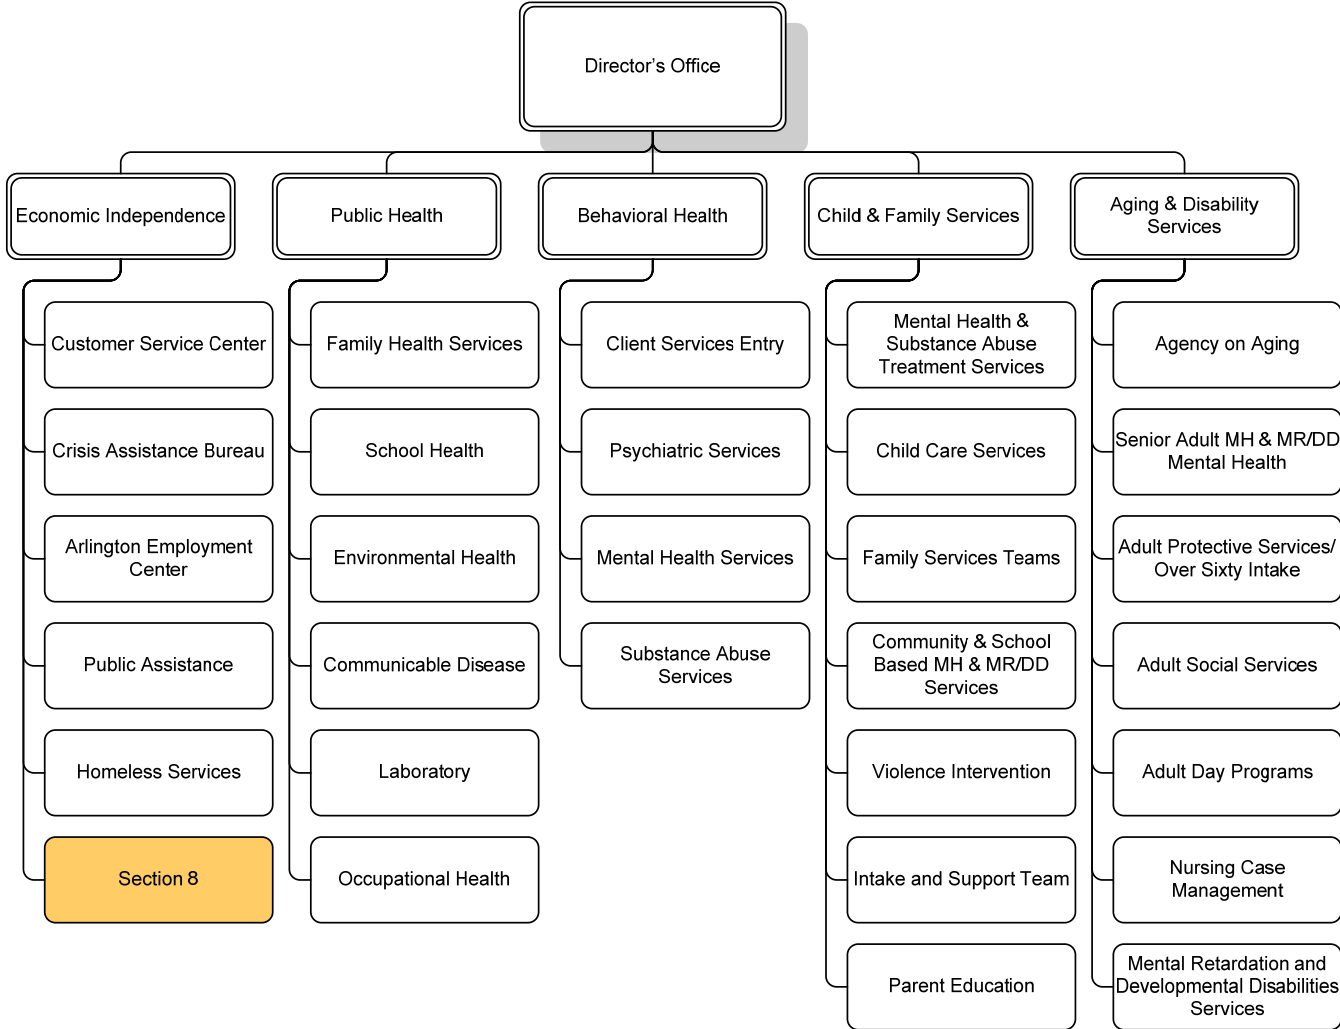 Director's Office
Economic Independence
Public Health
Behavioral Health
Child & Family Services
Aging & Disability
Services
Customer Service Center
Crisis Assistance Bureau
Arlington Employment
Center
Public Assistance
Homeless Services
Section 8
Family Health Services
School Health
Environmental Health
Communicable Disease
Laboratory
Occupational Health
Client Services Entry
Psychiatric Services
Mental Health Services
Substance Abuse
Services
Mental Health &
Substance Abuse
Treatment Services
Child Care Services
Family Services Teams
Community & School
Based MH & MR/DD
Services
Violence Intervention
Intake and Support Team
Parent Education
Agency on Aging
Senior Adult MH & MR/DD
Mental Health
Adult Protective Services/
Over Sixty Intake
Adult Social Services
Adult Day Programs
Nursing Case
Management
Mental Retardation and
Developmental Disabilities
Services